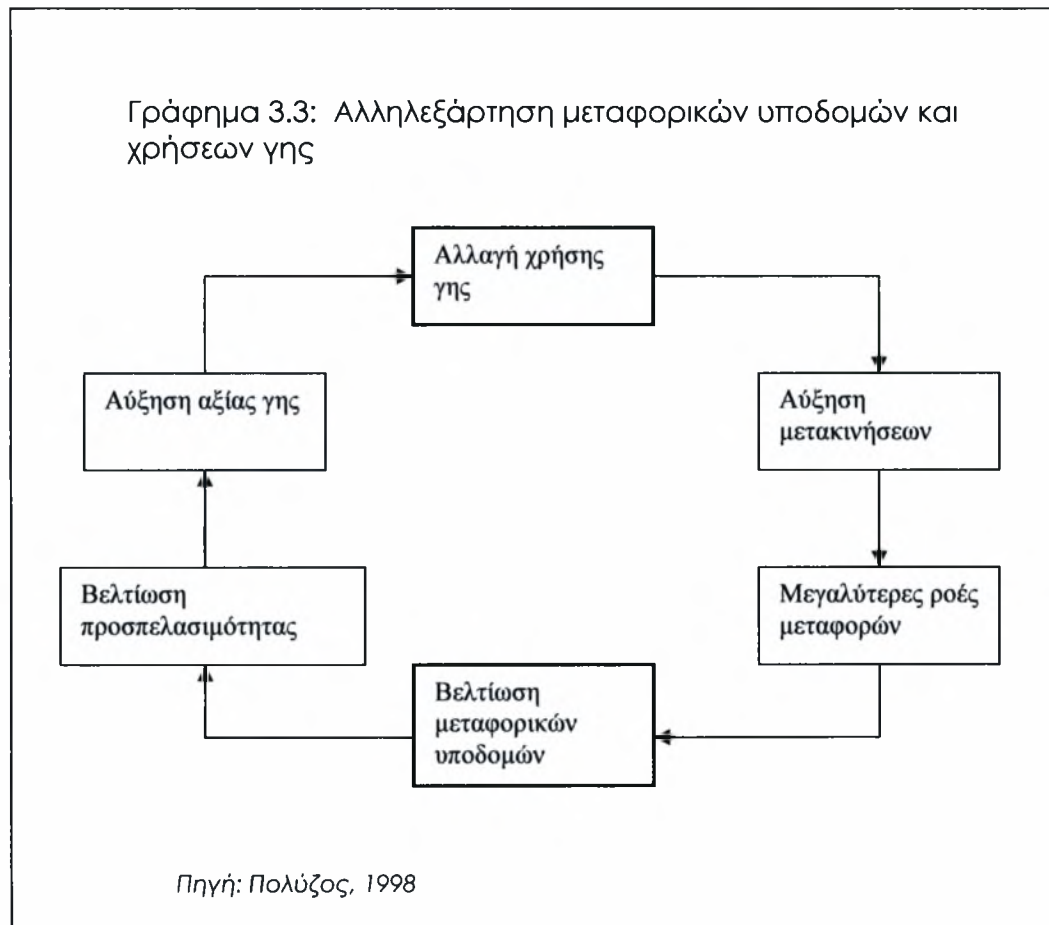 Γράφημα 3.3: Αλληλεξάρτηση μεταφορικών υποδομών και
χρήσεων γης
Αλλαγή χρήσης
γης
Αύξηση
μετακινήσεων
Μεγαλύτερες ροές
μεταφορών
Βελτίωση
μεταφορικών
υποδομών
Βελτίωση
προσπελασιμότητας
Αύξηση αξίας γης
Πηγή: Πολύζος, 1998